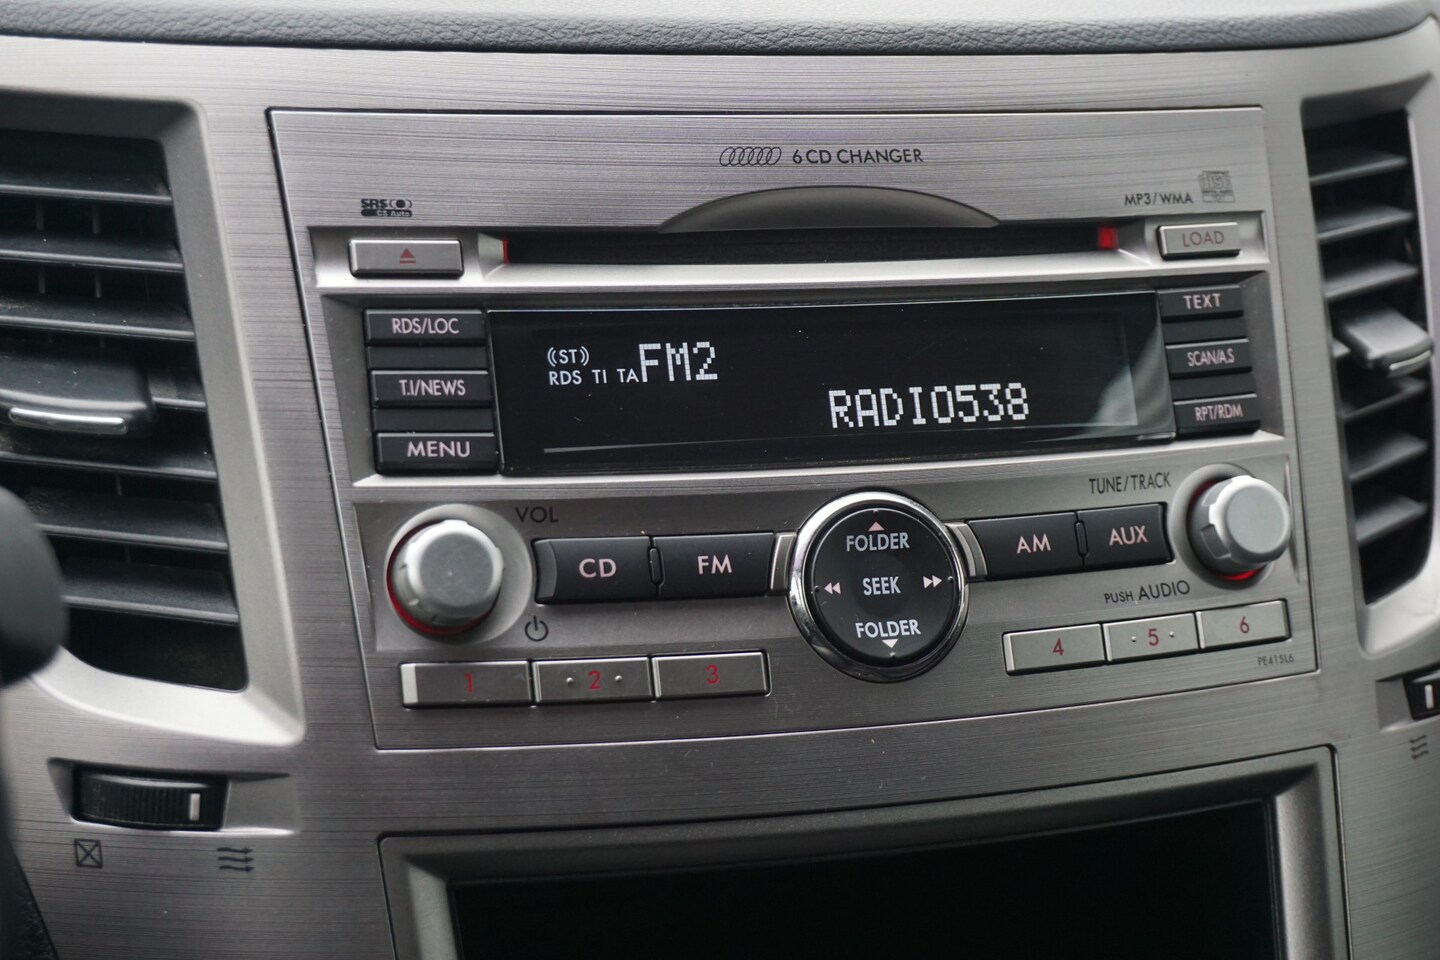 6 CD CHANGER
SRS
CS Auto
MP3/WMA
LOAD
RDS/LOC
TEXT
(ST)
FM2
RDS TI TA
SCAN/A.S
T.I/NEWS
RADIO538
RPT/RDM
MENU
TUNE/TRACK
VOL
CD
FM
FOLDER
SEEK
FOLDER
AM
AUX
PUSH AUDIO
1
·2·
3
4
·5·
6
PE415L6